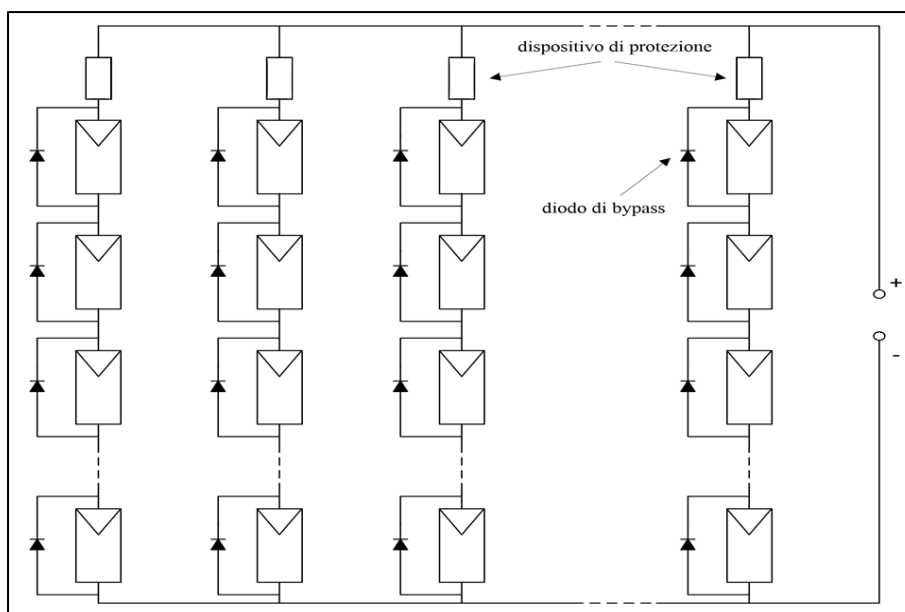 dispositivo di protezione
diodo di bypass
+
-